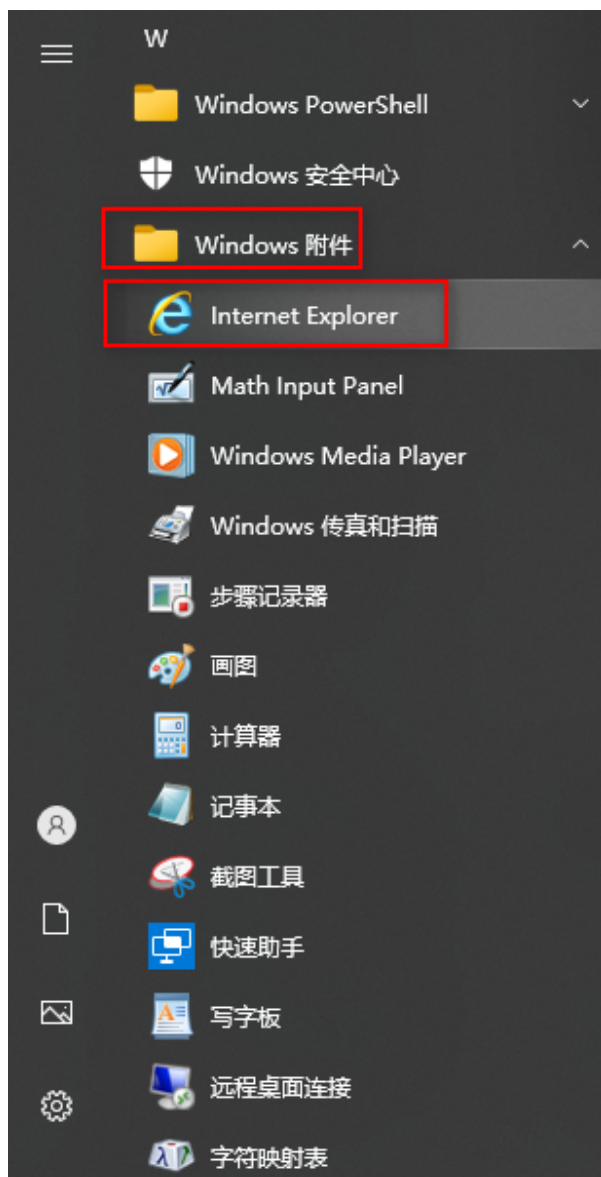 W
Windows PowerShell
Windows 安全中心
Windows 附件
Internet Explorer
Math Input Panel
Windows Media Player
Windows 传真和扫描
步骤记录器
画图
计算器
记事本
截图工具
快速助手
写字板
远程桌面连接
字符映射表